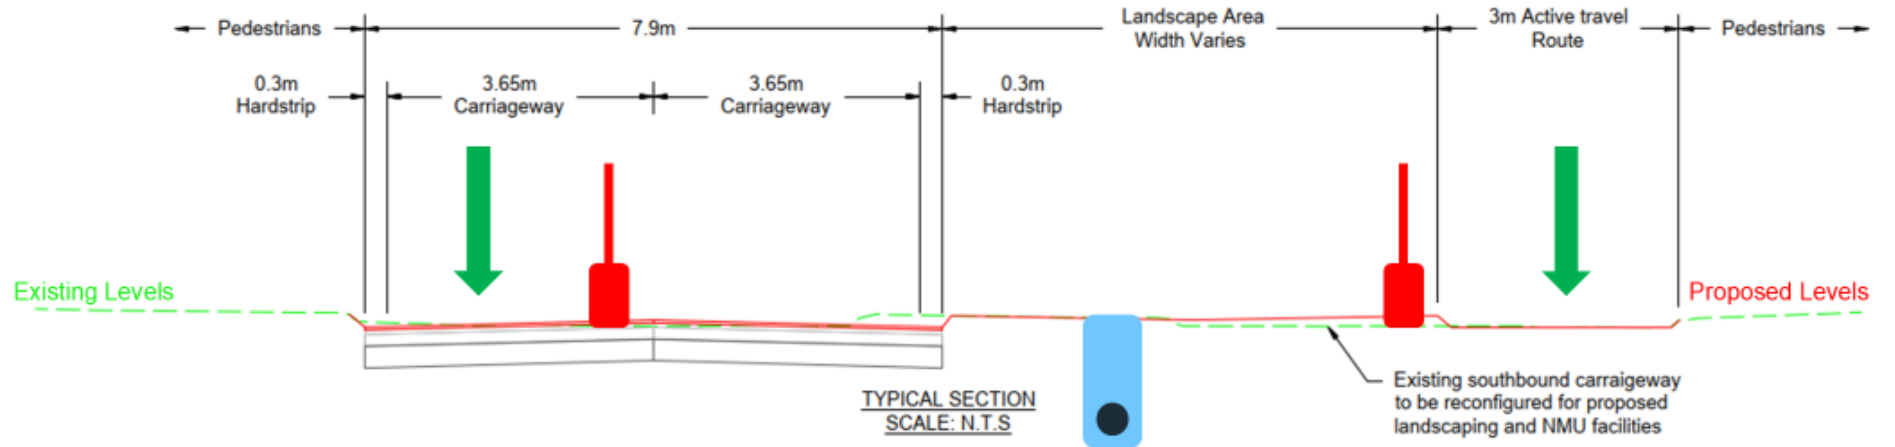 Pedestrians
7.9m
Landscape Area
Width Varies
3m Active travel
Route
Pedestrians
0.3m
Hardstrip
3.65m
Carriageway
3.65m
Carriageway
0.3m
Hardstrip
Existing Levels
Proposed Levels
TYPICAL SECTION
SCALE: N.T.S
Existing southbound carraigeway
to be reconfigured for proposed
landscaping and NMU facilities